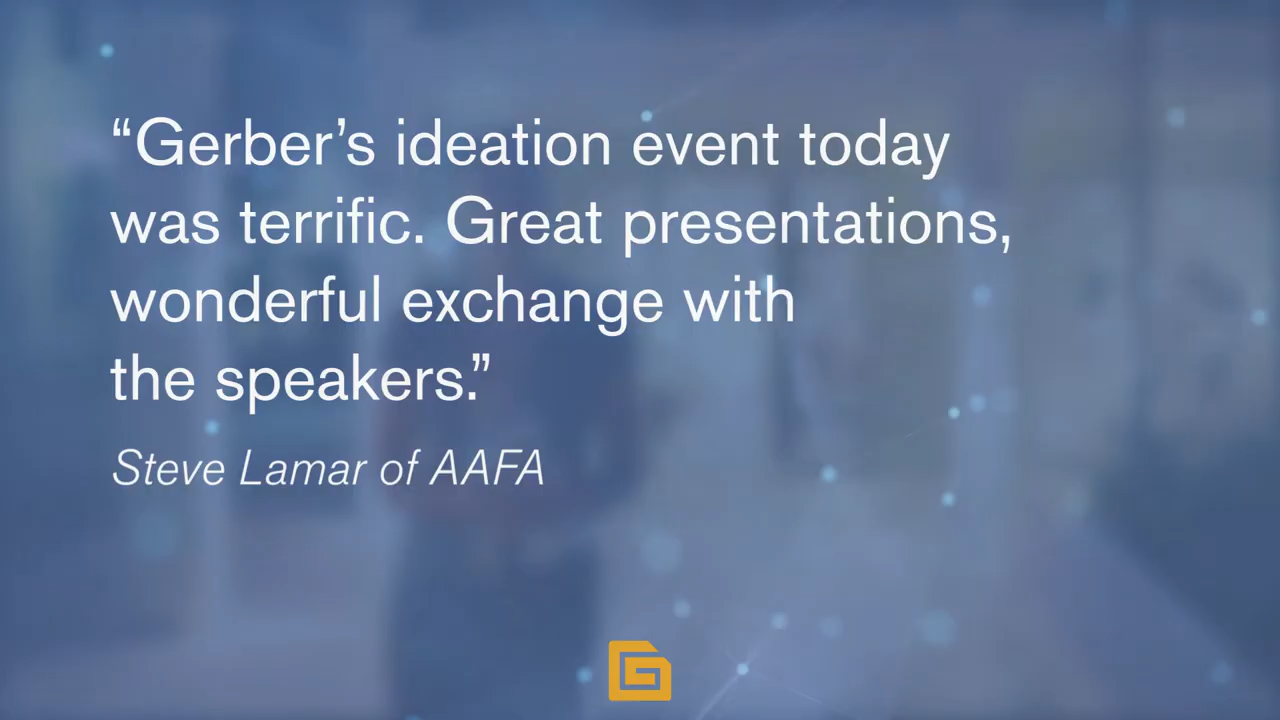 “Gerber’s ideation event today
was terrific. Great presentations,
wonderful exchange with
the speakers.”
Steve Lamar of AAFA